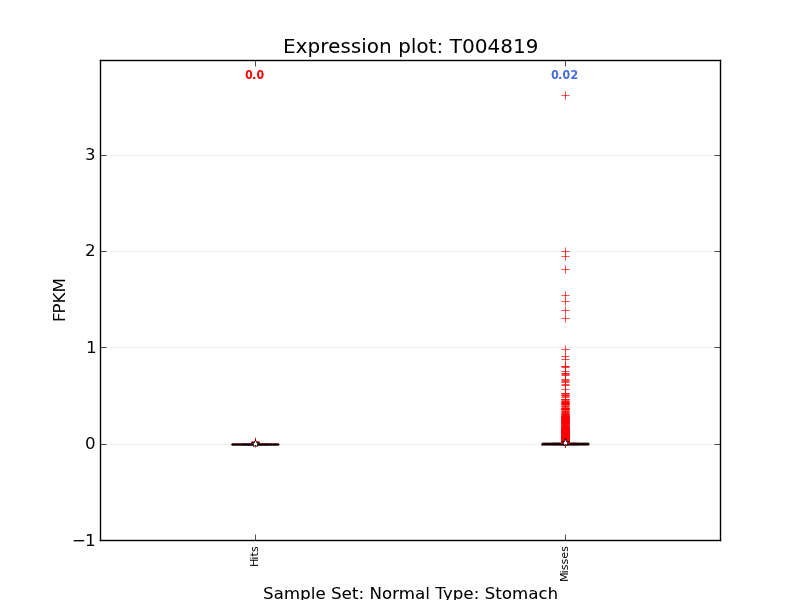 Expression plot: T004819
0.0
0.02
3
2
1
0
−1
FPKM
Hits
Misses
Sample Set: Normal Type: Stomach